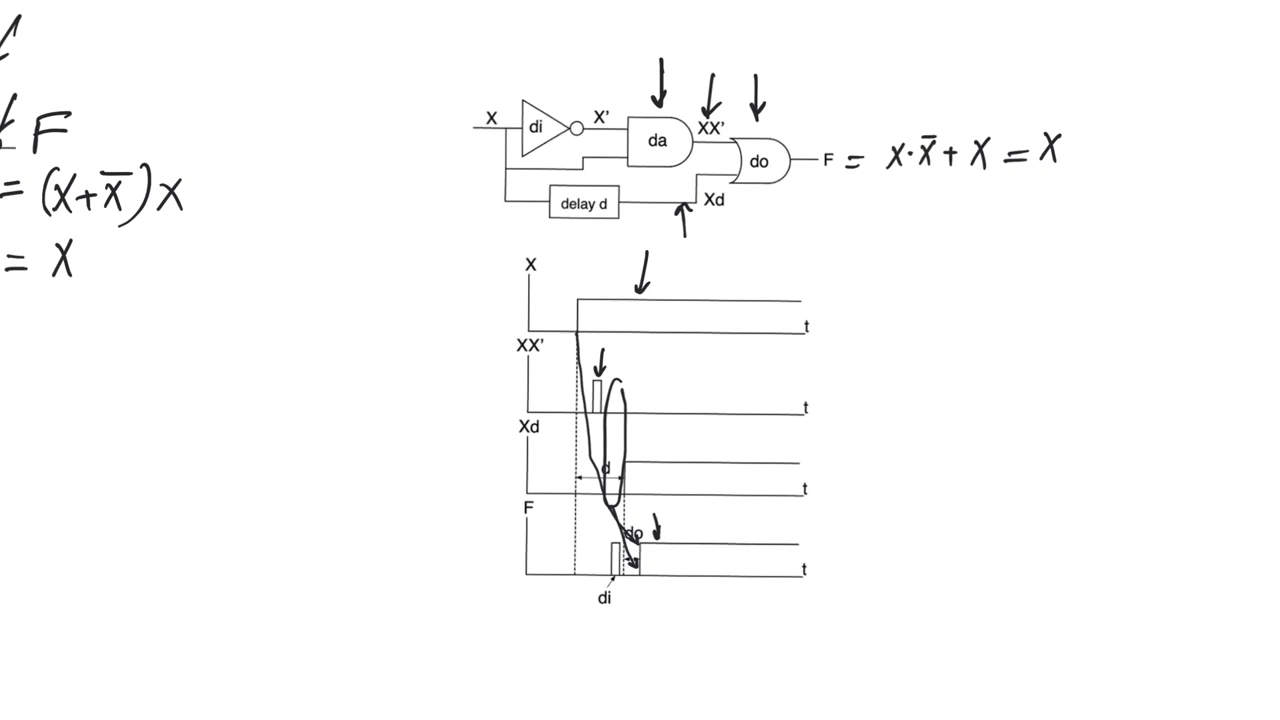 F
= (X+X̅)X
= X
X
di
X'
da
XX'
do
F = X·X̅+X = X
delay d
Xd
X
t
XX'
t
Xd
d
t
F
do
t
di